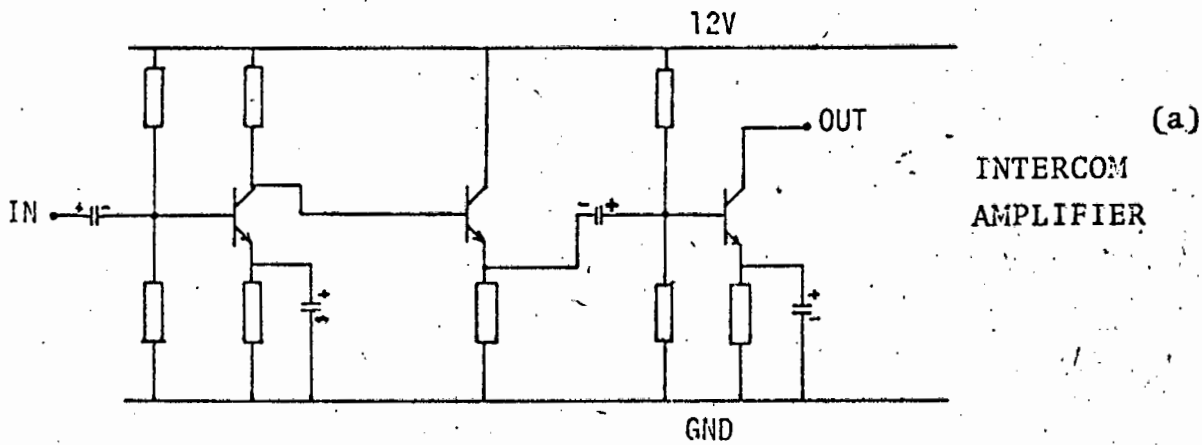 12V
OUT
(a)
INTERCOM
AMPLIFIER
IN
+ -
- +
+
+
GND